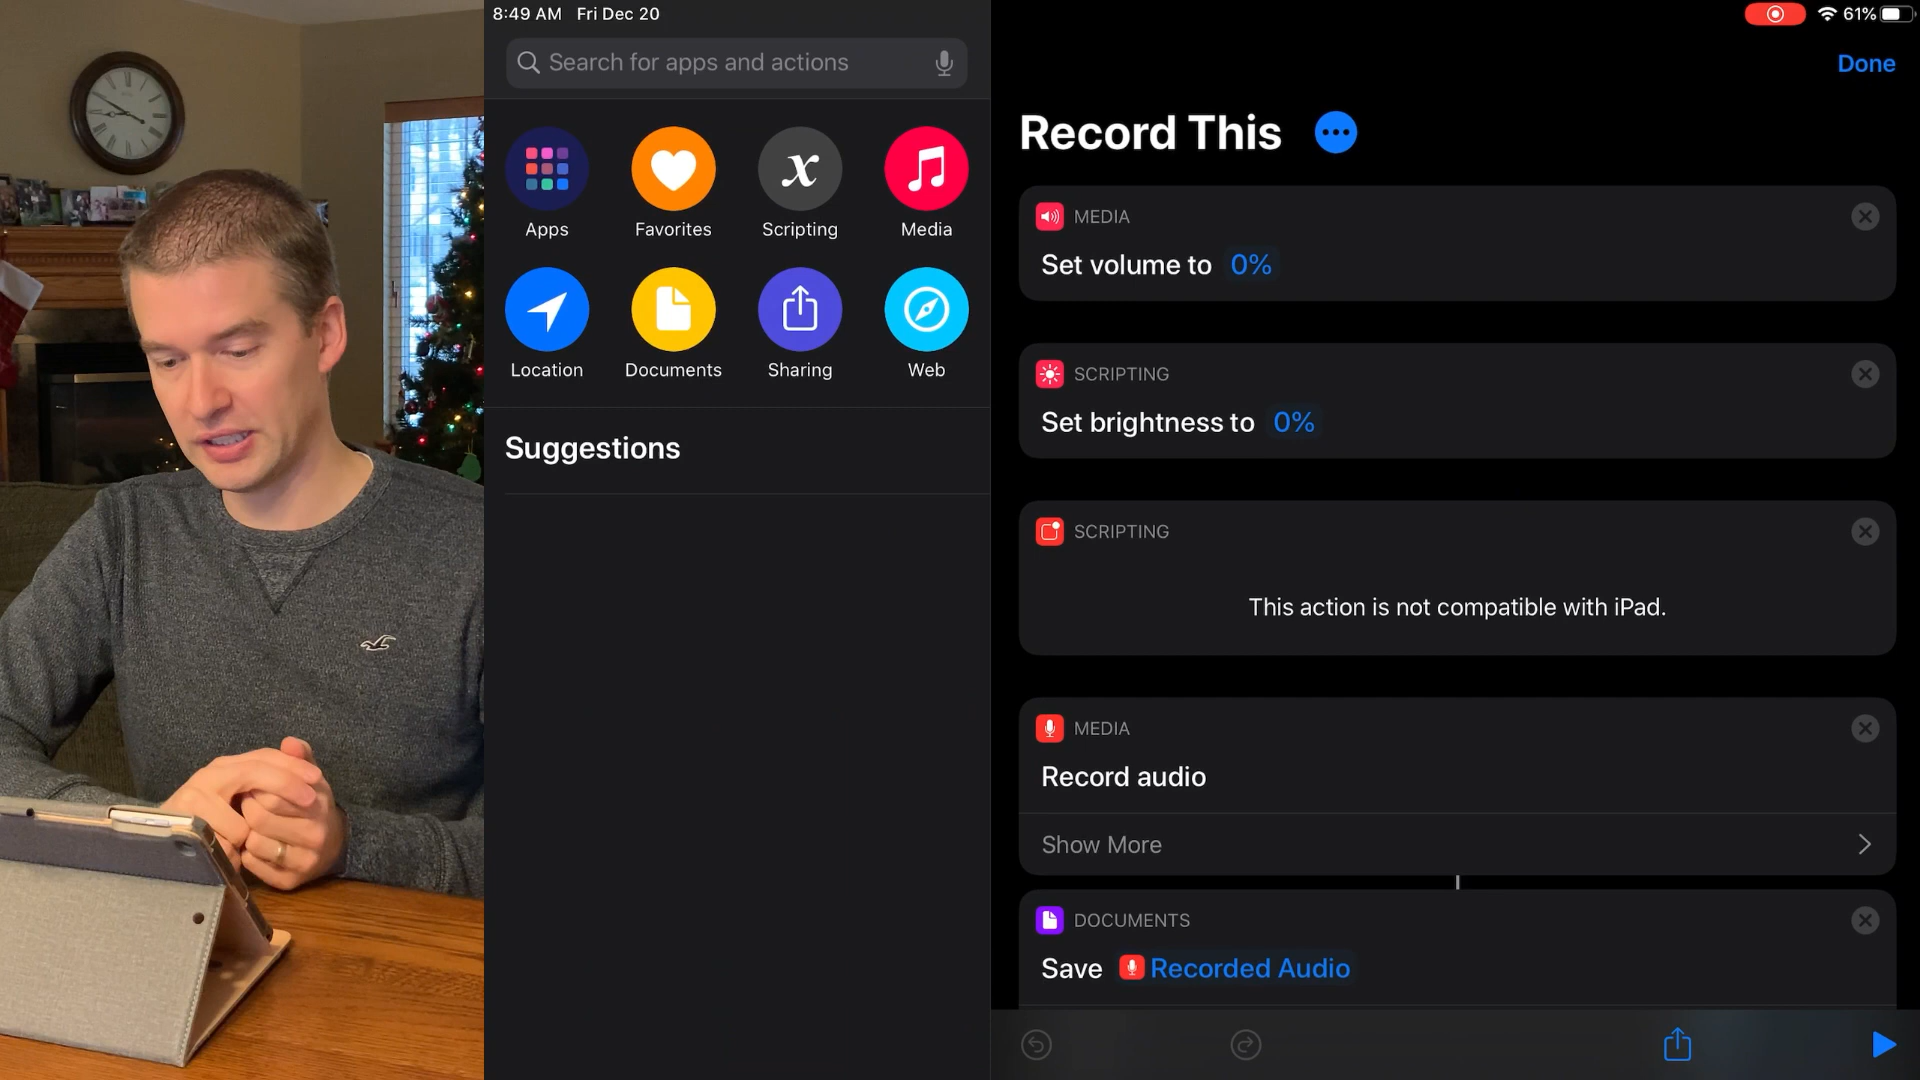 8:49 AM Fri Dec 20
61%
Search for apps and actions
Apps
Favorites
Scripting
Media
Location
Documents
Sharing
Web
Suggestions
Done
Record This
MEDIA
Set volume to 0%
SCRIPTING
Set brightness to 0%
SCRIPTING
This action is not compatible with iPad.
MEDIA
Record audio
Show More
DOCUMENTS
Save Recorded Audio